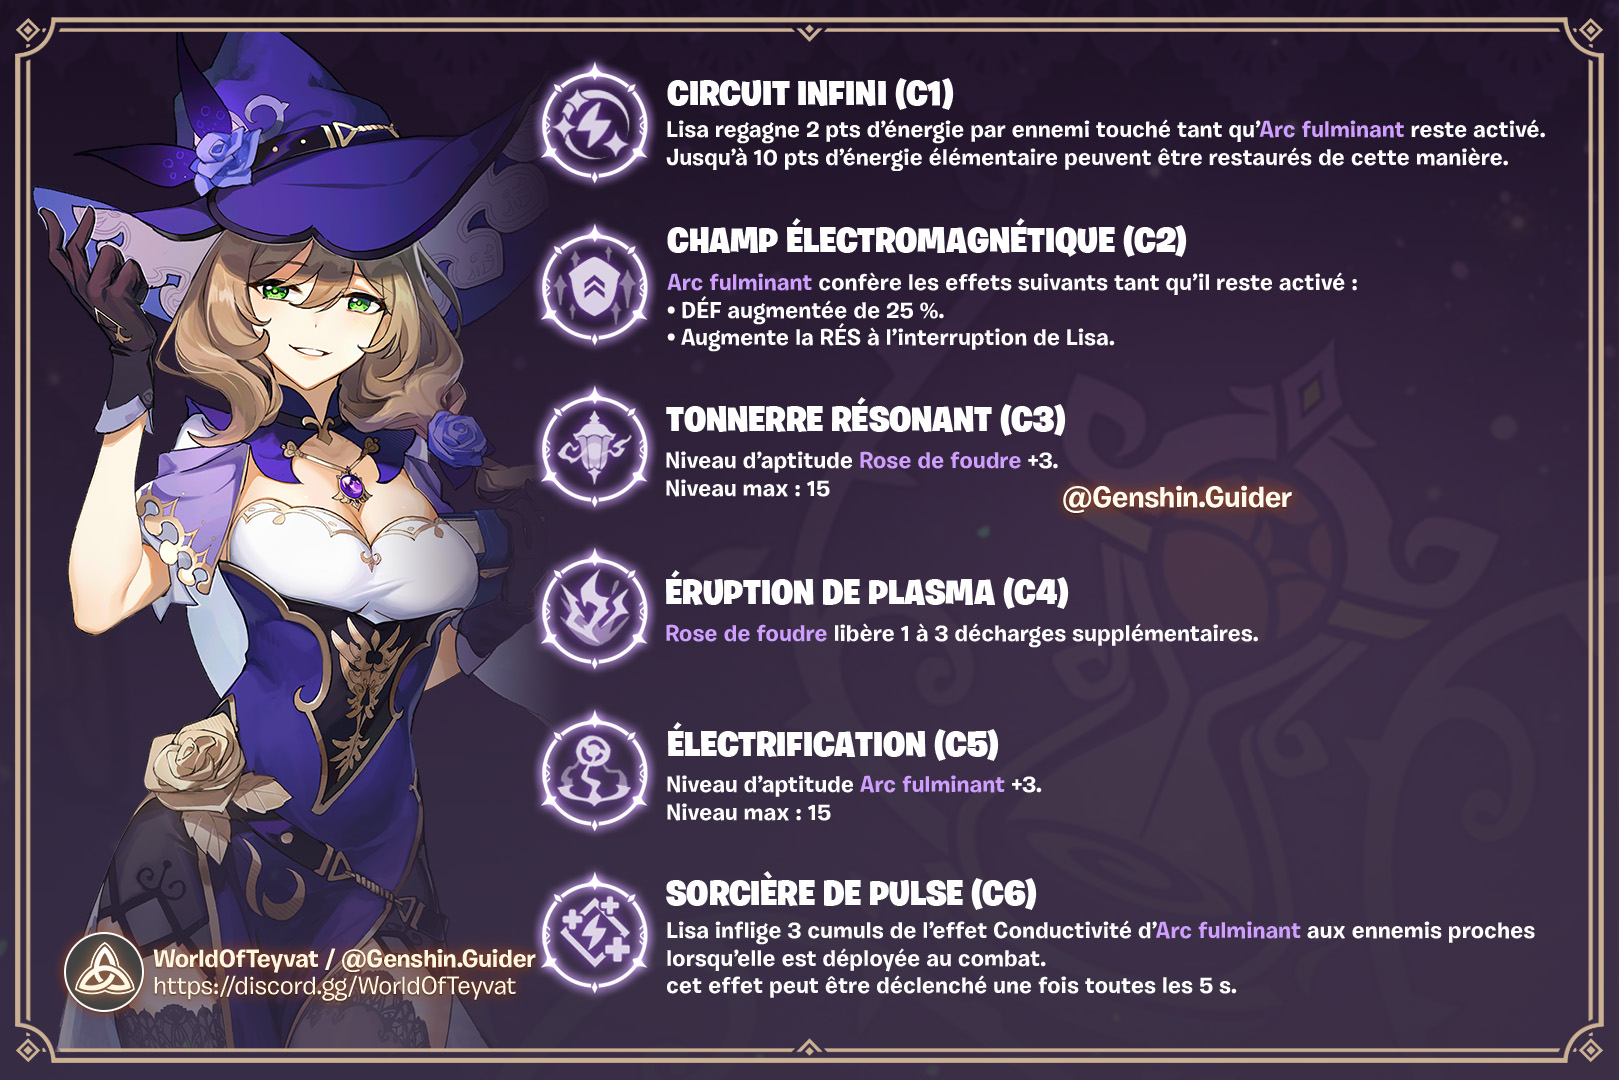 CIRCUIT INFINI (C1)
Lisa regagne 2 pts d'énergie par ennemi touché tant qu'Arc fulminant reste activé.
Jusqu'à 10 pts d'énergie élémentaire peuvent être restaurés de cette manière.
CHAMP ÉLECTROMAGNÉTIQUE (C2)
Arc fulminant confère les effets suivants tant qu'il reste activé :
• DÉF augmentée de 25 %.
• Augmente la RÉS à l'interruption de Lisa.
TONNERRE RÉSONANT (C3)
Niveau d'aptitude Rose de foudre +3.
Niveau max : 15
@Genshin.Guider
ÉRUPTION DE PLASMA (C4)
Rose de foudre libère 1 à 3 décharges supplémentaires.
ÉLECTRIFICATION (C5)
Niveau d'aptitude Arc fulminant +3.
Niveau max : 15
SORCIÈRE DE PULSE (C6)
Lisa inflige 3 cumuls de l'effet Conductivité d'Arc fulminant aux ennemis proches
lorsqu'elle est déployée au combat.
cet effet peut être déclenché une fois toutes les 5 s.
WorldOfTeyvat / @Genshin.Guider
https://discord.gg/WorldOfTeyvat